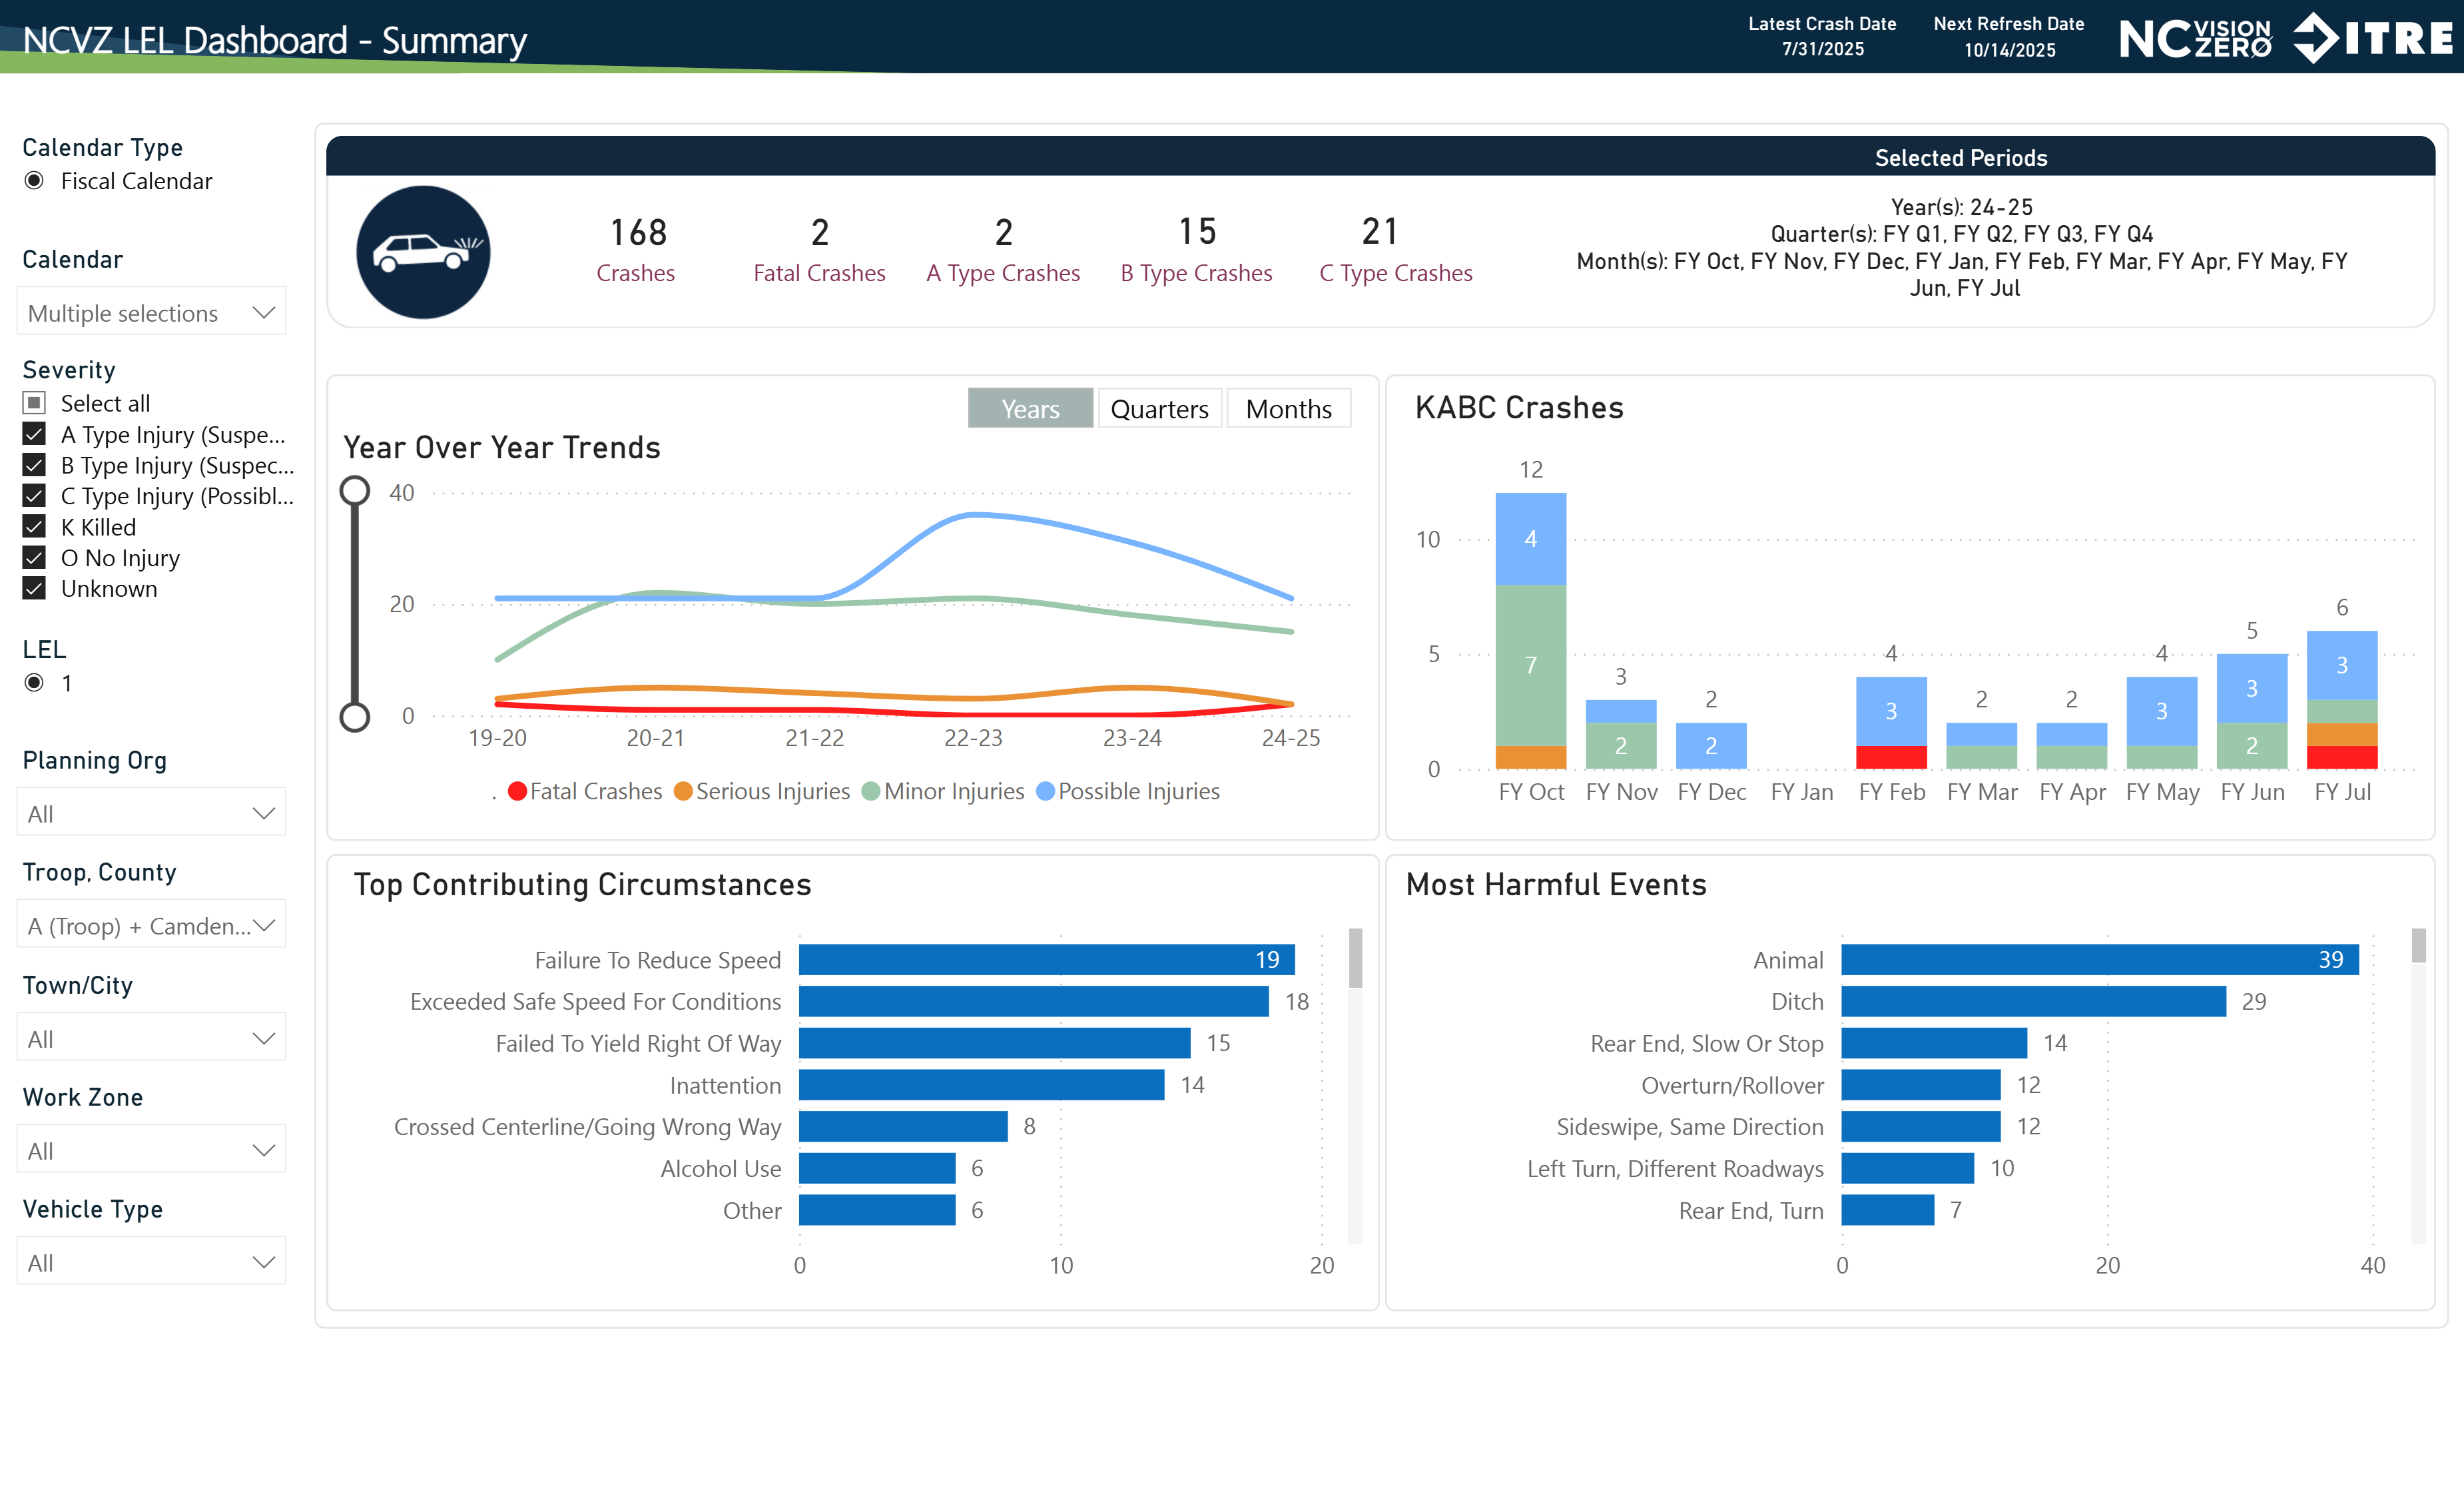 NCVZ LEL Dashboard - Summary
Latest Crash Date
7/31/2025
Next Refresh Date
10/14/2025
NC VISION ZERO
ITRE
Calendar Type
Fiscal Calendar
Calendar
Multiple selections
Severity
Select all
A Type Injury (Suspe...
B Type Injury (Suspec...
C Type Injury (Possibl...
K Killed
O No Injury
Unknown
LEL
1
Planning Org
All
Troop, County
A (Troop) + Camden...
Town/City
All
Work Zone
All
Vehicle Type
All
Selected Periods
168
Crashes
2
Fatal Crashes
2
A Type Crashes
15
B Type Crashes
21
C Type Crashes
Year(s): 24-25
Quarter(s): FY Q1, FY Q2, FY Q3, FY Q4
Month(s): FY Oct, FY Nov, FY Dec, FY Jan, FY Feb, FY Mar, FY Apr, FY May, FY
Jun, FY Jul
Years Quarters Months
Year Over Year Trends
40
20
0
19-20 20-21 21-22 22-23 23-24 24-25
. Fatal Crashes Serious Injuries Minor Injuries Possible Injuries
KABC Crashes
12
10
4
6
5
5
4
4
7
3
3
3
3
3
3
2
2
2
2
2
2
0
FY Oct FY Nov FY Dec FY Jan FY Feb FY Mar FY Apr FY May FY Jun FY Jul
Top Contributing Circumstances
Failure To Reduce Speed 19
Exceeded Safe Speed For Conditions 18
Failed To Yield Right Of Way 15
Inattention 14
Crossed Centerline/Going Wrong Way 8
Alcohol Use 6
Other 6
0 10 20
Most Harmful Events
Animal 39
Ditch 29
Rear End, Slow Or Stop 14
Overturn/Rollover 12
Sideswipe, Same Direction 12
Left Turn, Different Roadways 10
Rear End, Turn 7
0 20 40